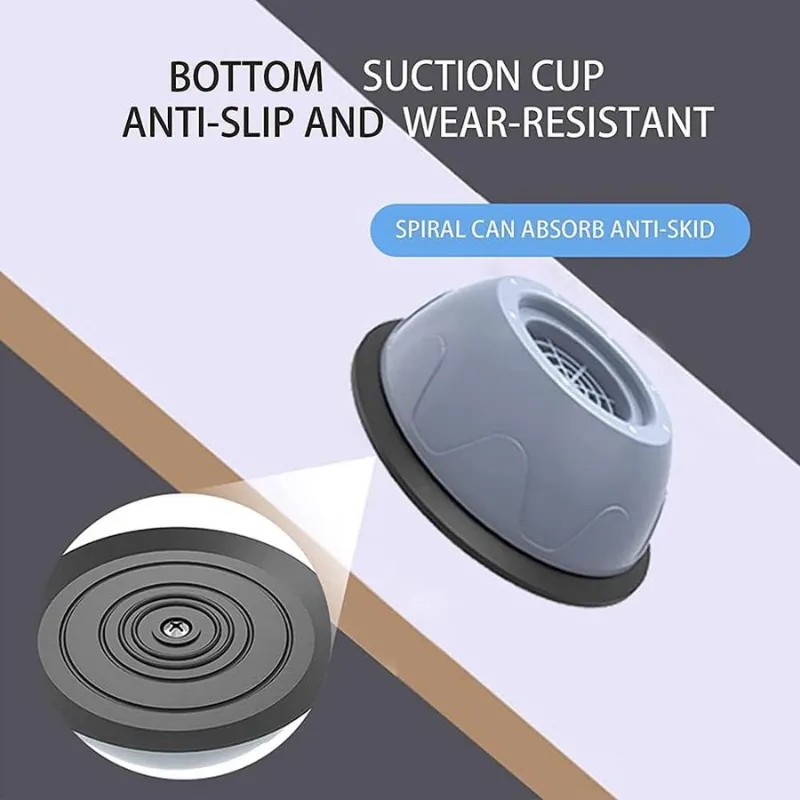 BOTTOM SUCTION CUP
ANTI-SLIP AND WEAR-RESISTANT
SPIRAL CAN ABSORB ANTI-SKID